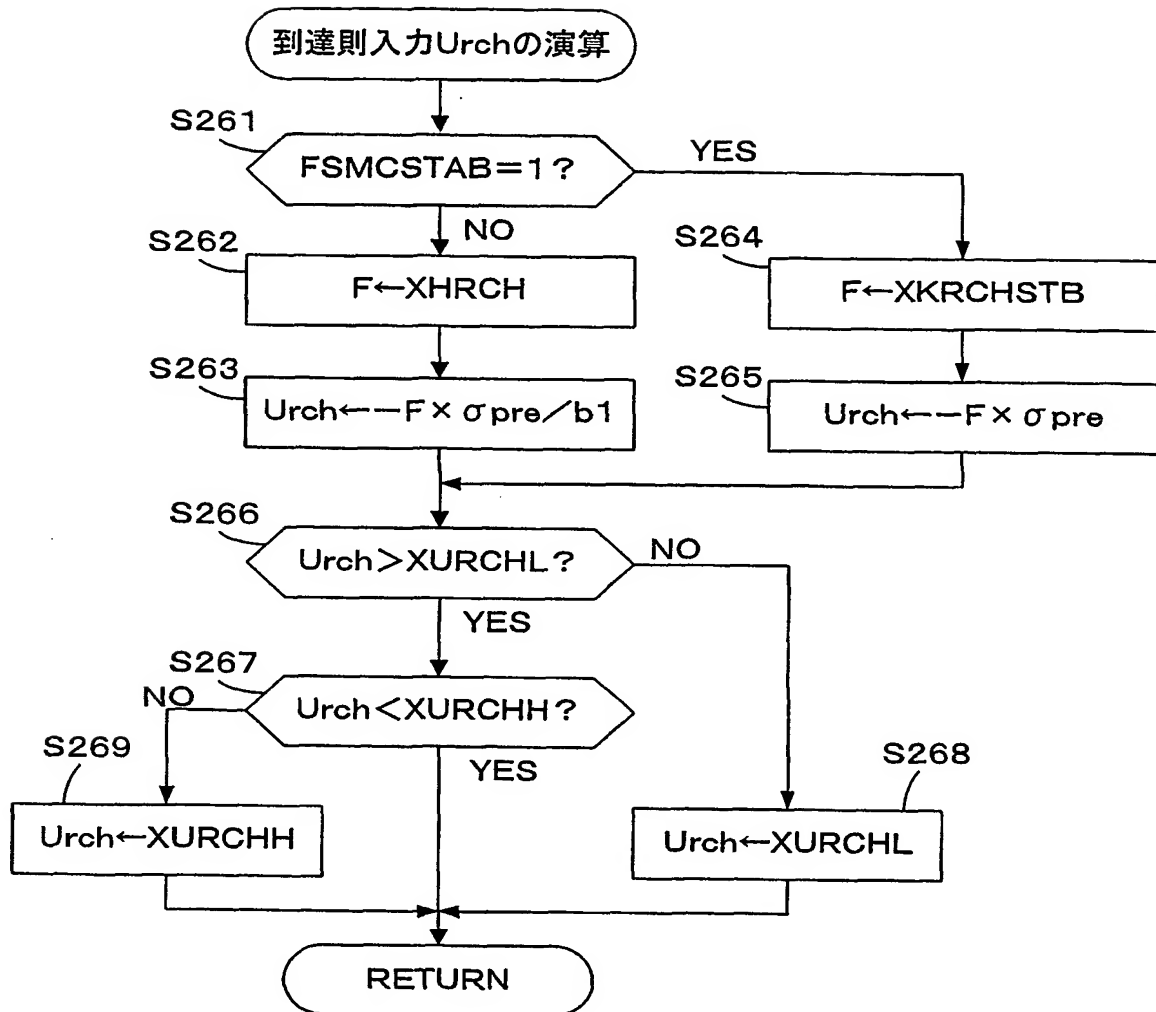 到達則入力Urchの演算
S261
FSMCSTAB=1?
YES
NO
S262
F←XHRCH
S264
F←XKRCHSTB
S263
Urch←−F×σpre/b1
S265
Urch←−F×σpre
S266
Urch>XURCHL?
NO
YES
S267
Urch<XURCHH?
NO
YES
S269
Urch←XURCHH
S268
Urch←XURCHL
RETURN